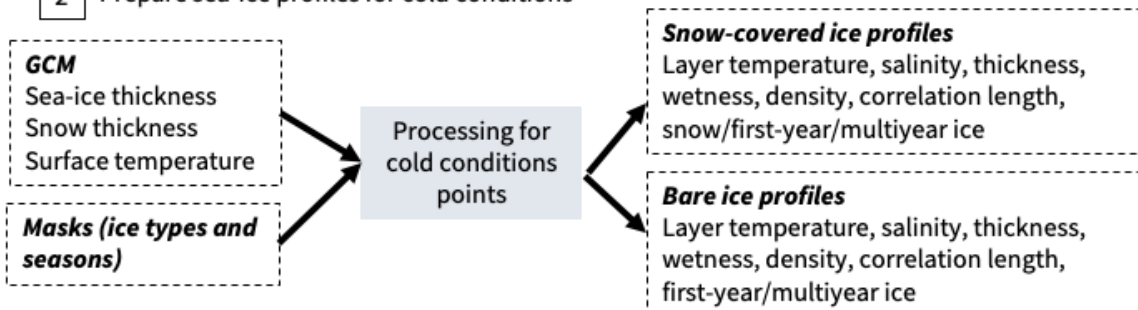 2 Prepare sea-ice profiles for cold conditions
GCM
Sea-ice thickness
Snow thickness
Surface temperature
Masks (ice types and
seasons)
Processing for
cold conditions
points
Snow-covered ice profiles
Layer temperature, salinity, thickness,
wetness, density, correlation length,
snow/first-year/multiyear ice
Bare ice profiles
Layer temperature, salinity, thickness,
wetness, density, correlation length,
first-year/multiyear ice